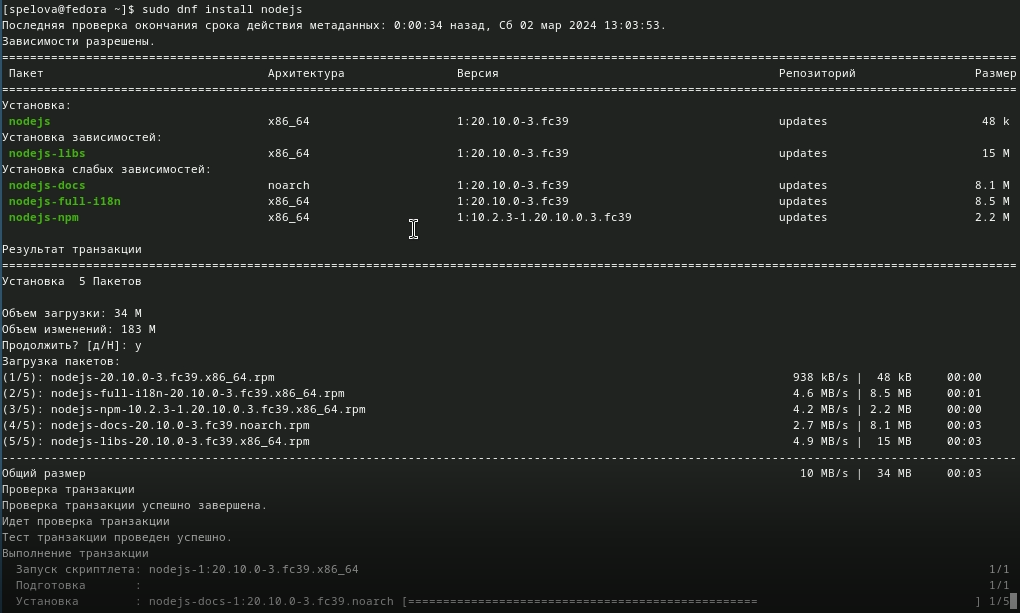 [spelova@fedora ~]$ sudo dnf install nodejs
Последняя проверка окончания срока действия метаданных: 0:00:34 назад, Сб 02 мар 2024 13:03:53.
Зависимости разрешены.
================================================================================
Пакет Архитектура Версия Репозиторий Размер
================================================================================
Установка:
nodejs x86_64 1:20.10.0-3.fc39 updates 48 k
Установка зависимостей:
nodejs-libs x86_64 1:20.10.0-3.fc39 updates 15 M
Установка слабых зависимостей:
nodejs-docs noarch 1:20.10.0-3.fc39 updates 8.1 M
nodejs-full-i18n x86_64 1:20.10.0-3.fc39 updates 8.5 M
nodejs-npm x86_64 1:10.2.3-1.20.10.0.3.fc39 updates 2.2 M
Результат транзакции
================================================================================
Установка 5 Пакетов
Объем загрузки: 34 M
Объем изменений: 183 M
Продолжить? [д/Н]: y
Загрузка пакетов:
(1/5): nodejs-20.10.0-3.fc39.x86_64.rpm 938 kB/s | 48 kB 00:00
(2/5): nodejs-full-i18n-20.10.0-3.fc39.x86_64.rpm 4.6 MB/s | 8.5 MB 00:01
(3/5): nodejs-npm-10.2.3-1.20.10.0.3.fc39.x86_64.rpm 4.2 MB/s | 2.2 MB 00:00
(4/5): nodejs-docs-20.10.0-3.fc39.noarch.rpm 2.7 MB/s | 8.1 MB 00:03
(5/5): nodejs-libs-20.10.0-3.fc39.x86_64.rpm 4.9 MB/s | 15 MB 00:03
--------------------------------------------------------------------------------
Общий размер 10 MB/s | 34 MB 00:03
Проверка транзакции
Проверка транзакции успешно завершена.
Идет проверка транзакции
Тест транзакции проведен успешно.
Выполнение транзакции
Запуск скриптлета: nodejs-1:20.10.0-3.fc39.x86_64 1/1
Подготовка : 1/1
Установка : nodejs-docs-1:20.10.0-3.fc39.noarch [================================================== ] 1/5